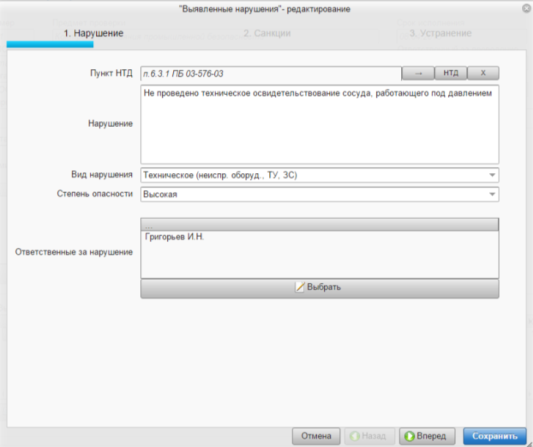 "Выявленные нарушения"- редактирование
1. Нарушение
2. Санкции
3. Устранение
Пункт НТД
п.6.3.1 ПБ 03-576-03
→
НТД
X
Нарушение
Не проведено техническое освидетельствование сосуда, работающего под давлением
Вид нарушения
Техническое (неиспр. оборуд., ТУ, ЗС)
Степень опасности
Высокая
Ответственные за нарушение
...
Григорьев И.Н.
Выбрать
Отмена
Назад
Вперед
Сохранить